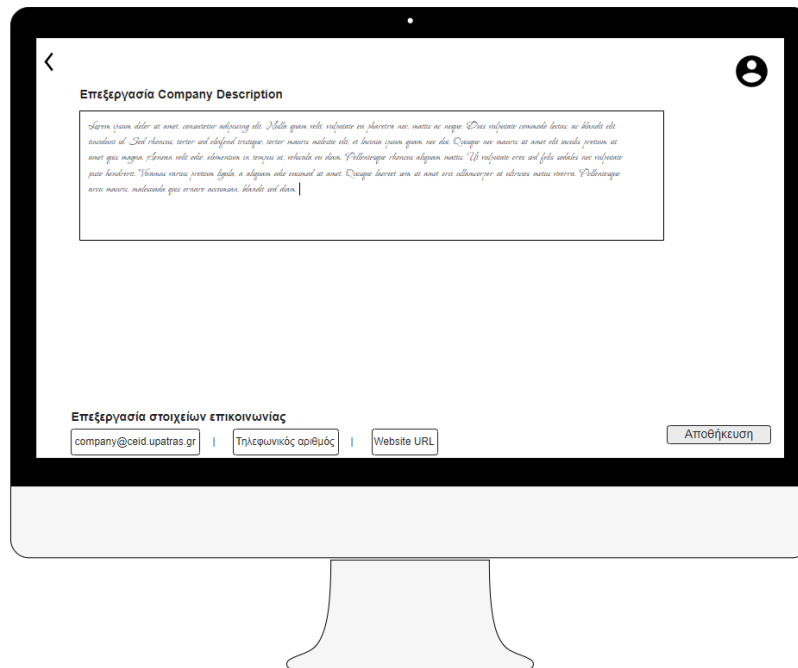 Επεξεργασία Company Description
Lorem ipsum dolor sit amet, consectetur adipiscing elit. Nulla quam velit, vulputate eu pharetra nec, mattis ac neque. Duis vulputate commodo lectus, ac blandit elit
tincidunt id. Sed rhoncus, tortor sed eleifend tristique, tortor mauris molestie elit, et lacinia ipsum quam nec dui. Quisque nec mauris sit amet elit iaculis pretium sit
amet quis magna. Aenean velit odio, elementum in tempus ut, vehicula eu diam. Pellentesque rhoncus aliquam mattis. Ut vulputate eros sed felis sodales nec vulputate
justo hendrerit. Vivamus varius pretium ligula, a aliquam odio euismod sit amet. Quisque laoreet sem sit amet orci ullamcorper at ultricies metus viverra. Pellentesque
arcu mauris, malesuada quis ornare accumsan, blandit sed diam.
Επεξεργασία στοιχείων επικοινωνίας
company@ceid.upatras.gr | Τηλεφωνικός αριθμός | Website URL
Αποθήκευση